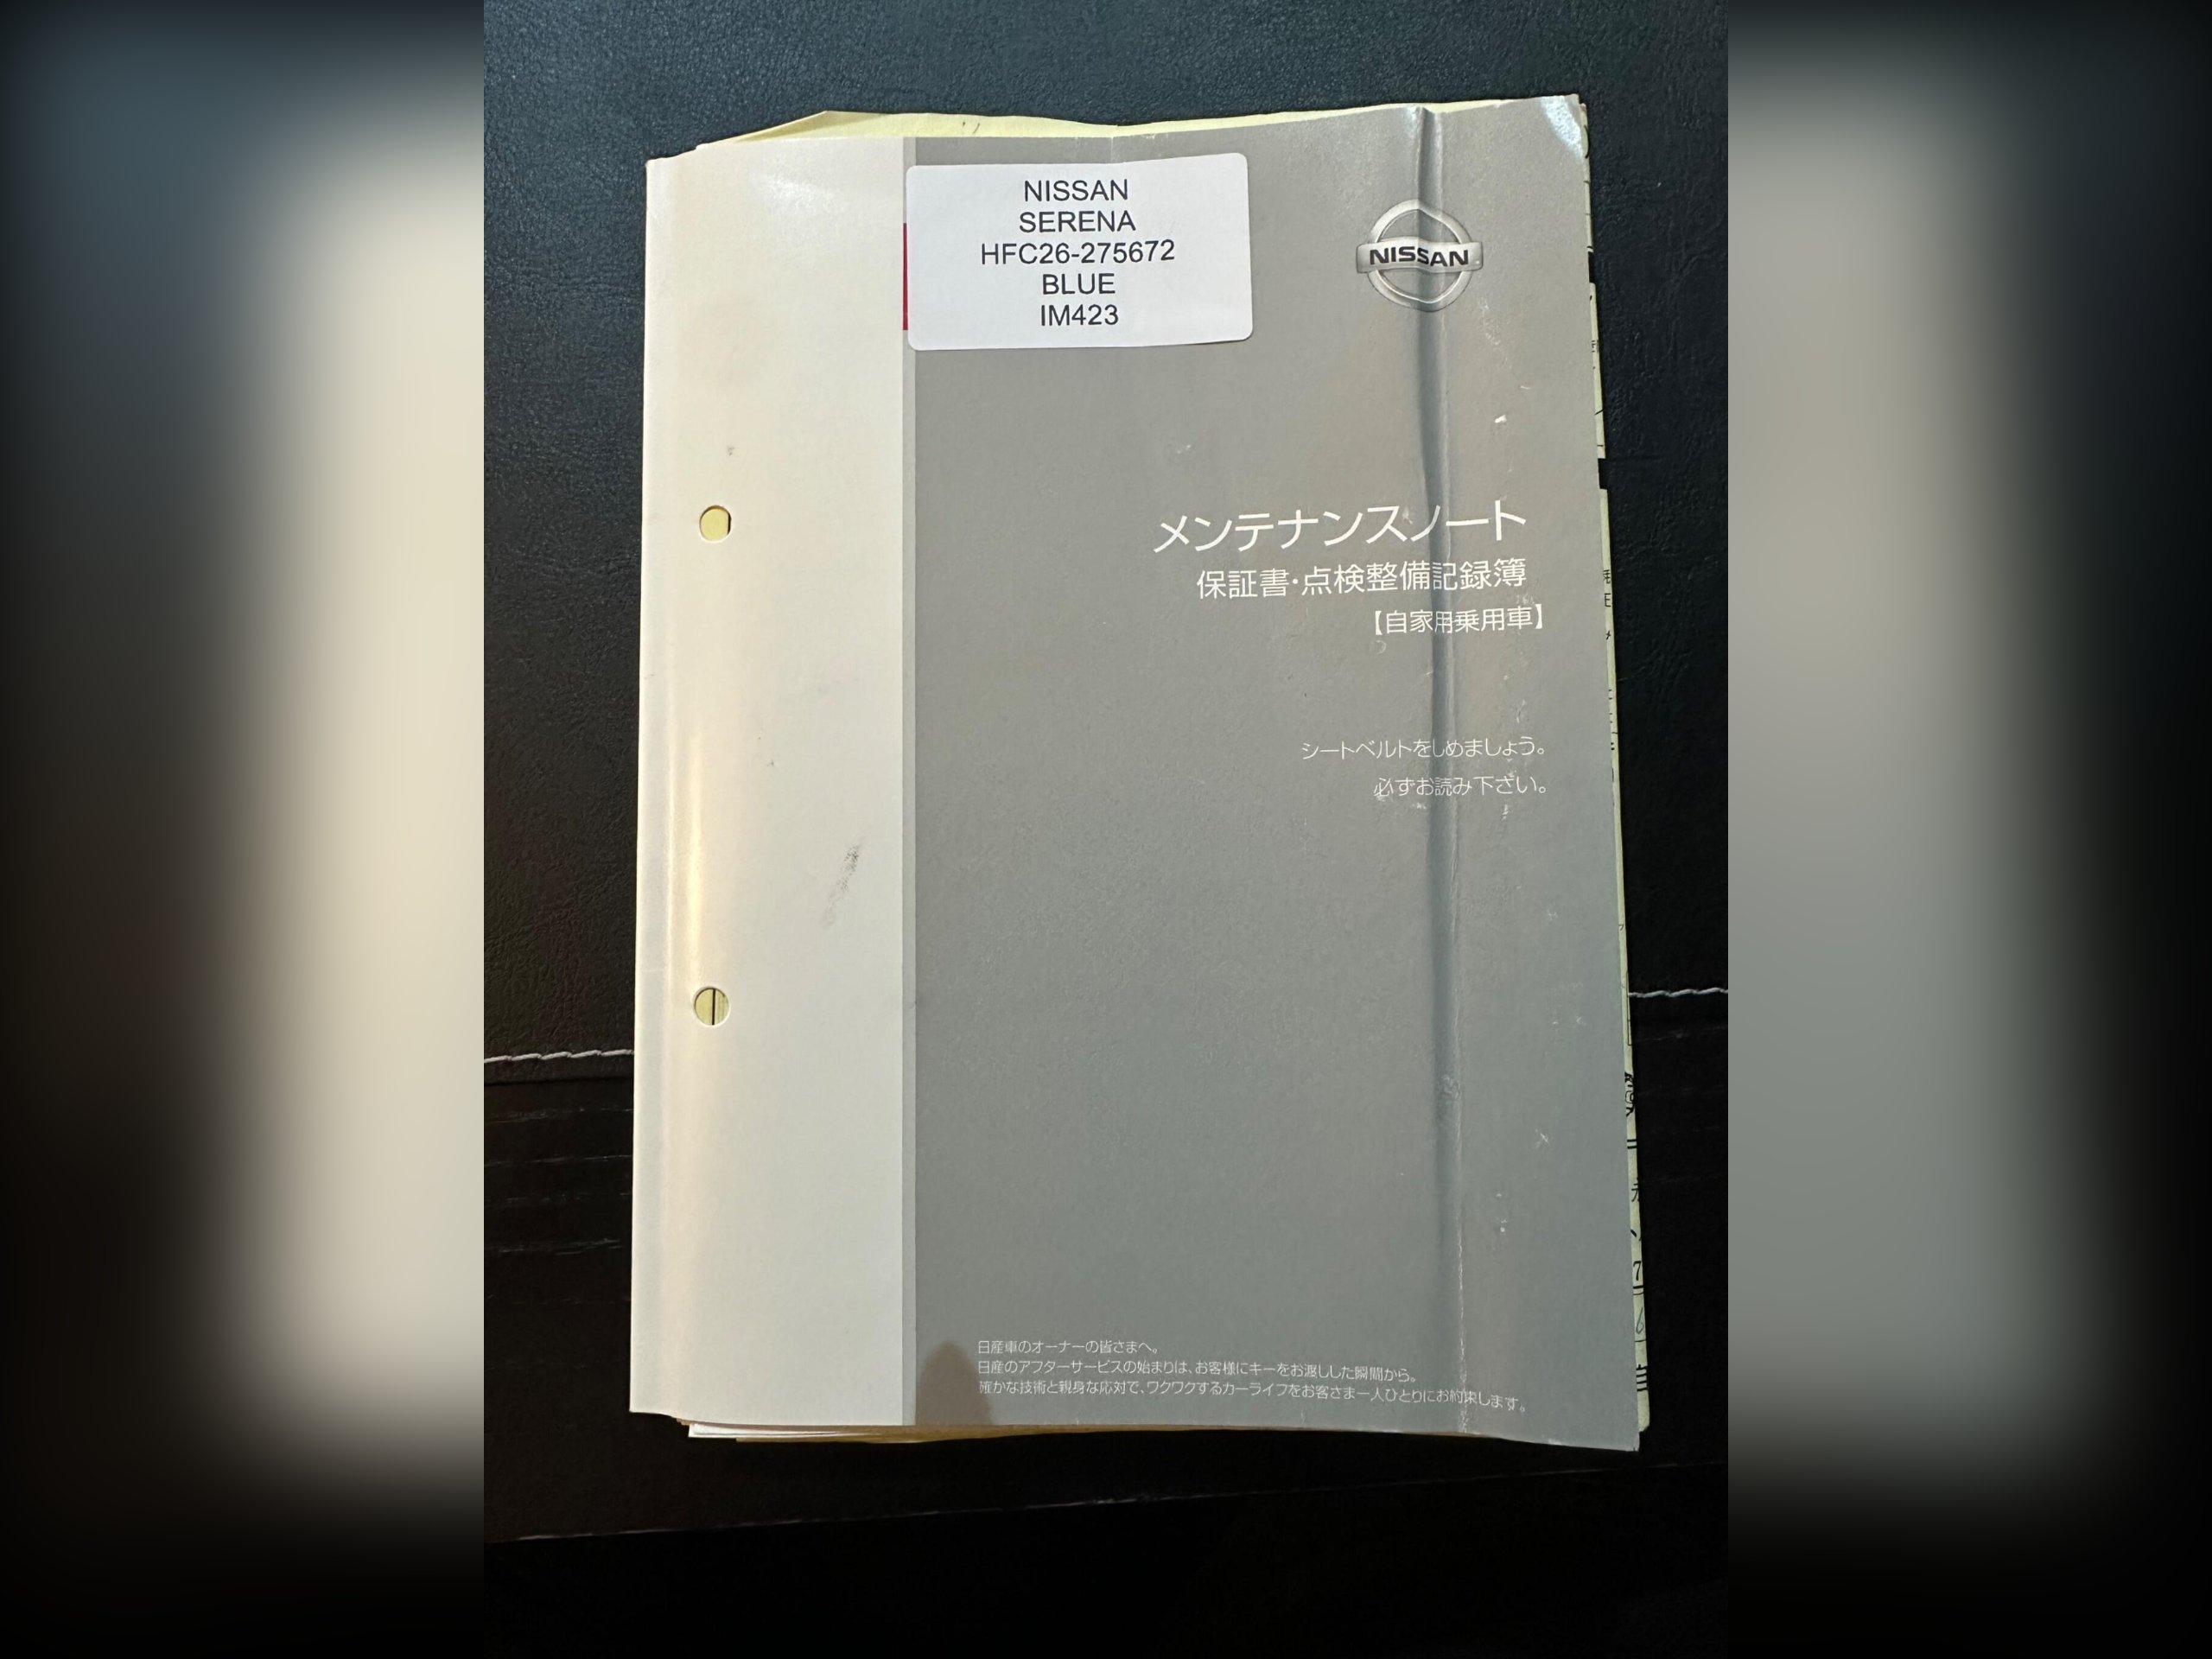 NISSAN
SERENA
HFC26-275672
BLUE
IM423
NISSAN
メンテナンスノート
保証書・点検整備記録簿
【自家用乗用車】
シートベルトをしめましょう。
必ずお読み下さい。
日産車のオーナーの皆さまへ。
日産のアフターサービスの始まりは、お客様にキーをお渡しした瞬間から。
確かな技術と親身な応対で、ワクワクするカーライフをお客さま一人ひとりにお約束します。